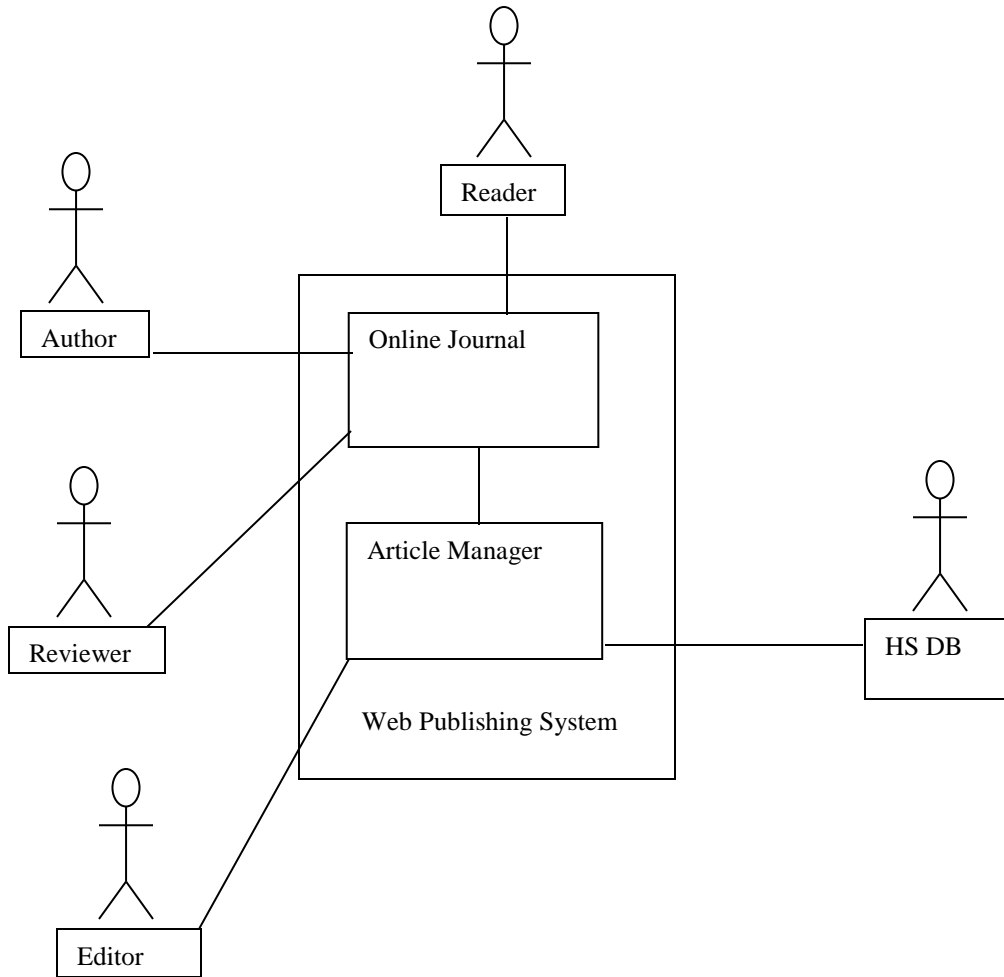 Reader
Author
Online Journal
Article Manager
Reviewer
HS DB
Web Publishing System
Editor